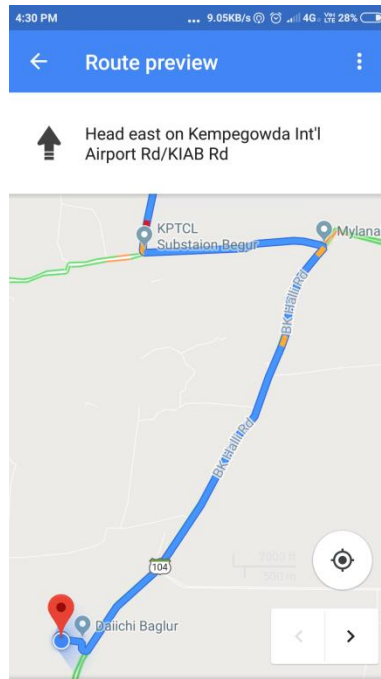 4:30 PM ... 9.05KB/s 4G VoLTE 28%
Route preview
Head east on Kempegowda Int'l
Airport Rd/KIAB Rd
KPTCL
Substaion Begur
Mylana
BK Halli Rd
BK Halli Rd
104
2000 ft
500 m
Daiichi Baglur